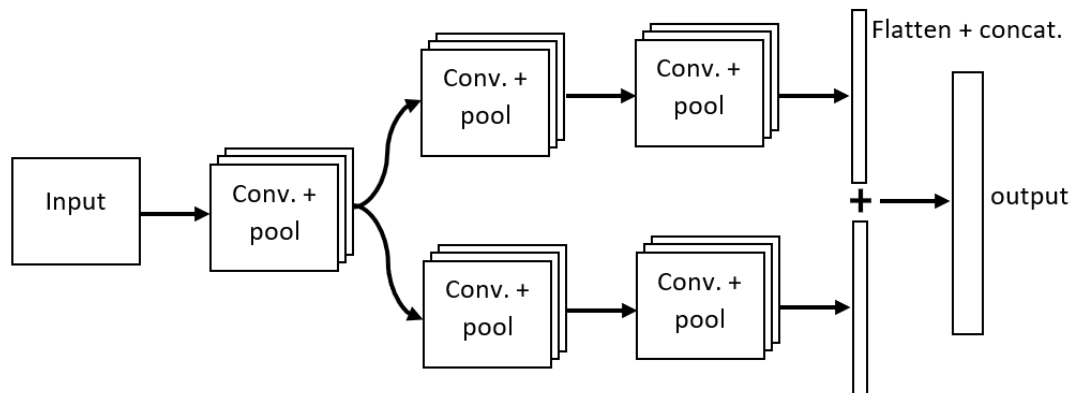 Input
Conv. +
pool
Conv. +
pool
Conv. +
pool
Conv. +
pool
Conv. +
pool
Flatten + concat.
+
output